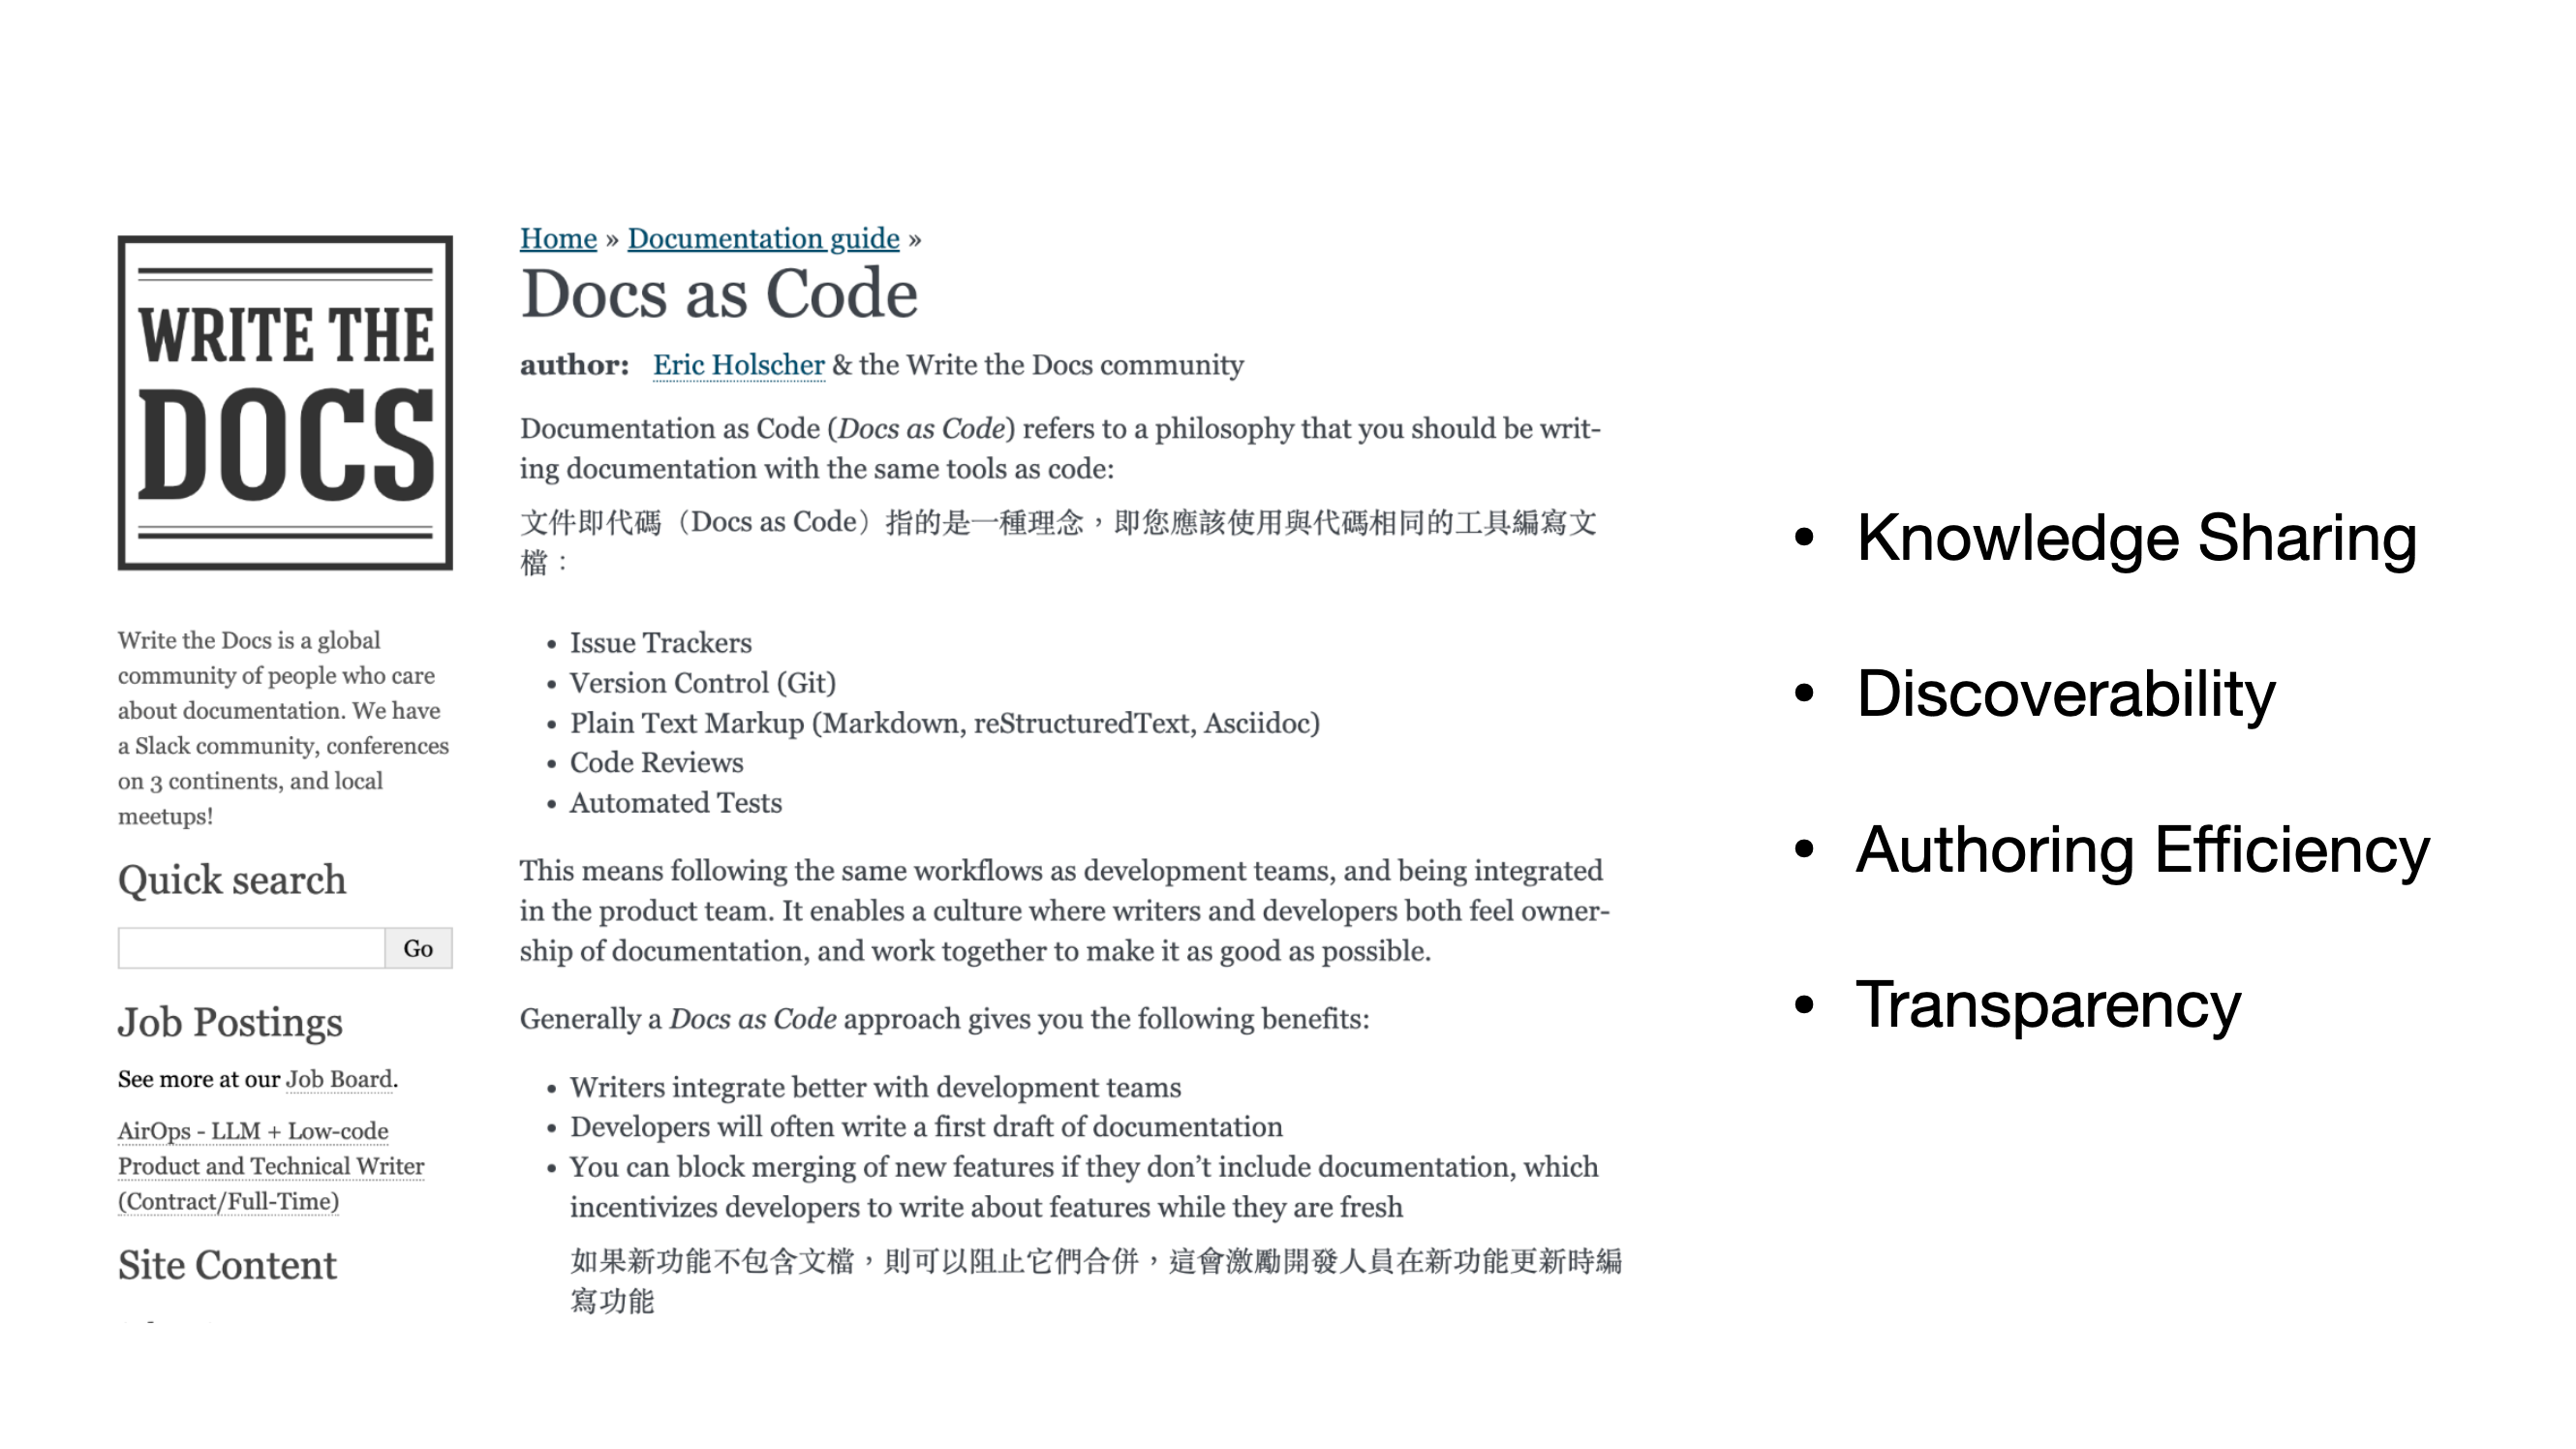 WRITE THE
DOCS
Write the Docs is a global
community of people who care
about documentation. We have
a Slack community, conferences
on 3 continents, and local
meetups!
Quick search
Go
Job Postings
See more at our Job Board.
AirOps - LLM + Low-code
Product and Technical Writer
(Contract/Full-Time)
Site Content
Home » Documentation guide »
Docs as Code
author: Eric Holscher & the Write the Docs community
Documentation as Code (Docs as Code) refers to a philosophy that you should be writ-
ing documentation with the same tools as code:
文件即代碼（Docs as Code）指的是一種理念，即您應該使用與代碼相同的工具編寫文
檔：
• Issue Trackers
• Version Control (Git)
• Plain Text Markup (Markdown, reStructuredText, Asciidoc)
• Code Reviews
• Automated Tests
This means following the same workflows as development teams, and being integrated
in the product team. It enables a culture where writers and developers both feel owner-
ship of documentation, and work together to make it as good as possible.
Generally a Docs as Code approach gives you the following benefits:
• Writers integrate better with development teams
• Developers will often write a first draft of documentation
• You can block merging of new features if they don’t include documentation, which
incentivizes developers to write about features while they are fresh
如果新功能不包含文檔，則可以阻止它們合併，這會激勵開發人員在新功能更新時編
寫功能
• Knowledge Sharing
• Discoverability
• Authoring Efficiency
• Transparency